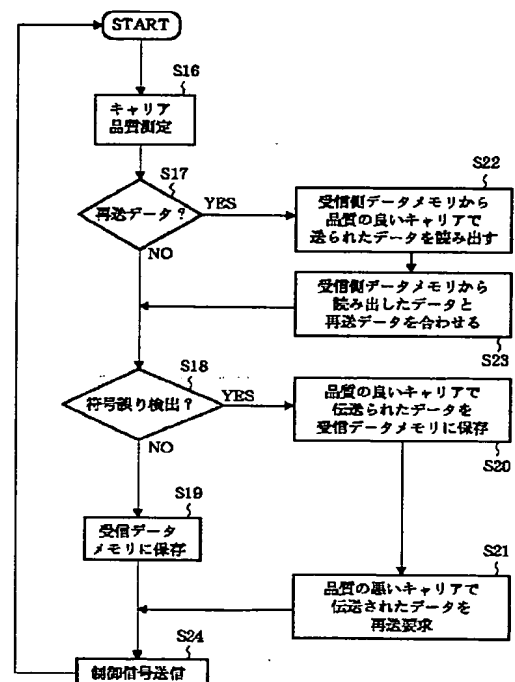 START
S16
キャリア
品質測定
S17
再送データ？
YES
NO
S22
受信側データメモリから
品質の良いキャリアで
送られたデータを読み出す
受信側データメモリから
読み出したデータと
再送データを合わせる
S23
S18
符号誤り検出？
YES
NO
品質の良いキャリアで
伝送られたデータを
受信データメモリに保存
S20
S19
受信データ
メモリに保存
S21
品質の悪いキャリアで
伝送されたデータを
再送要求
S24
制御信号送信